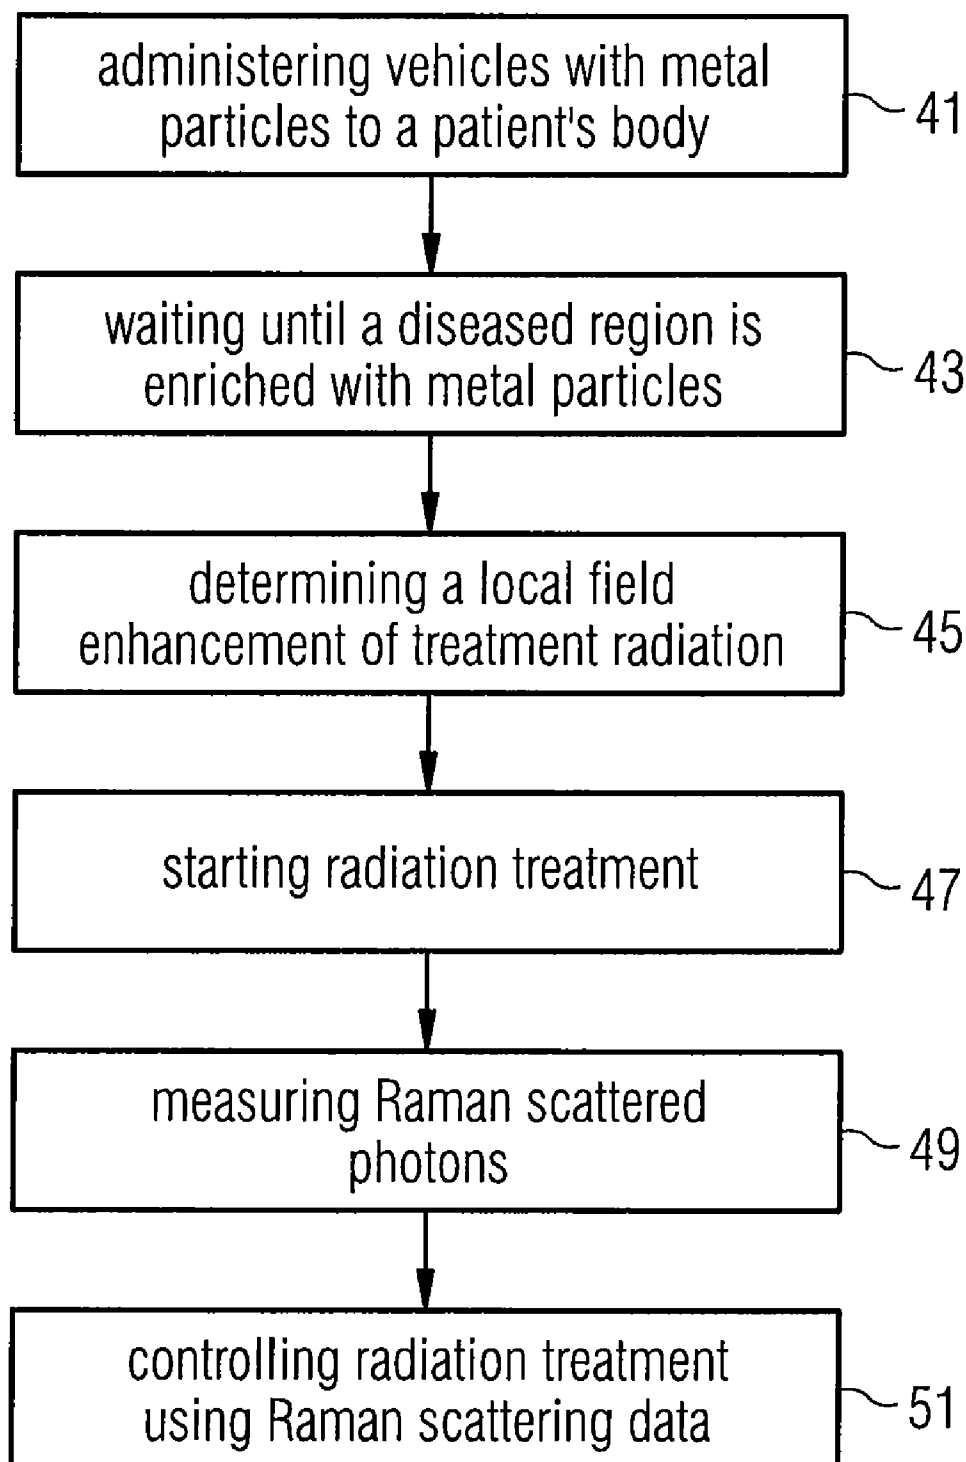 administering vehicles with metal
particles to a patient's body
41
waiting until a diseased region is
enriched with metal particles
43
determining a local field
enhancement of treatment radiation
45
starting radiation treatment
47
measuring Raman scattered
photons
49
controlling radiation treatment
using Raman scattering data
51